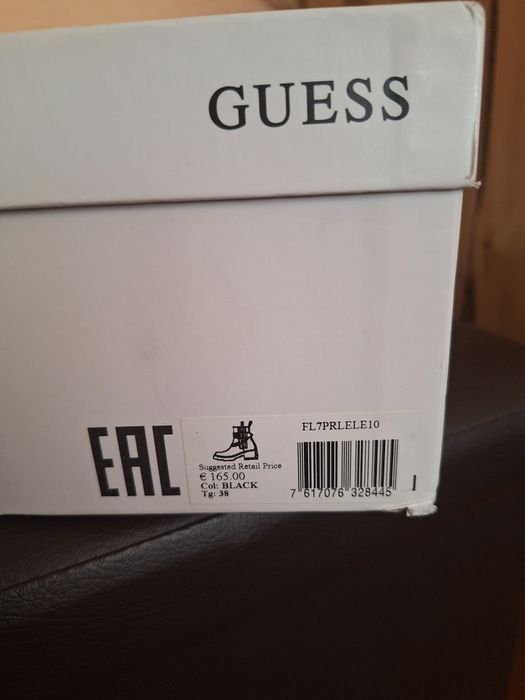 GUESS
EAC
FL7PRLELE10
Suggested Retail Price
€ 165.00
Col: BLACK
Tg: 38
7 617076 328445